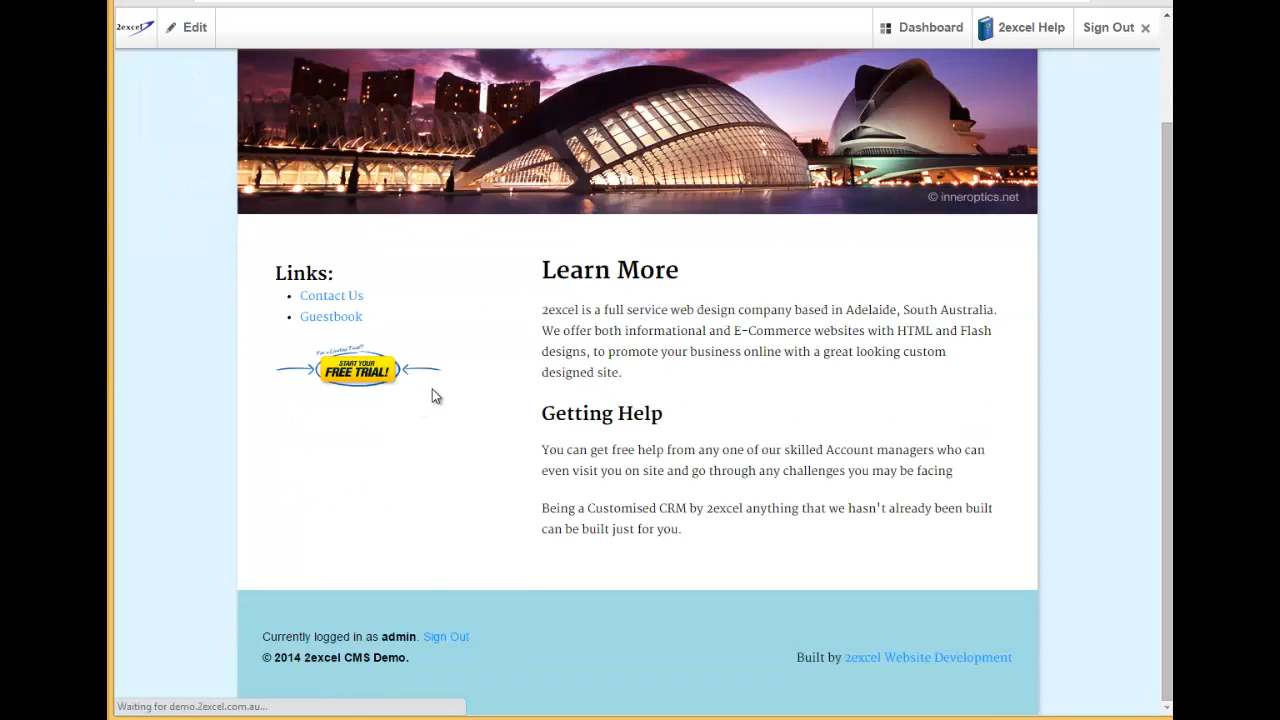 2excel
Edit
Dashboard
2excel Help
Sign Out
© inneroptics.net
Links:
Contact Us
Guestbook
For a Limited Time!!
START YOUR
FREE TRIAL!
Learn More
2excel is a full service web design company based in Adelaide, South Australia.
We offer both informational and E-Commerce websites with HTML and Flash
designs, to promote your business online with a great looking custom
designed site.
Getting Help
You can get free help from any one of our skilled Account managers who can
even visit you on site and go through any challenges you may be facing
Being a Customised CRM by 2excel anything that we hasn't already been built
can be built just for you.
Currently logged in as admin. Sign Out
© 2014 2excel CMS Demo.
Built by 2excel Website Development
Waiting for demo.2excel.com.au...